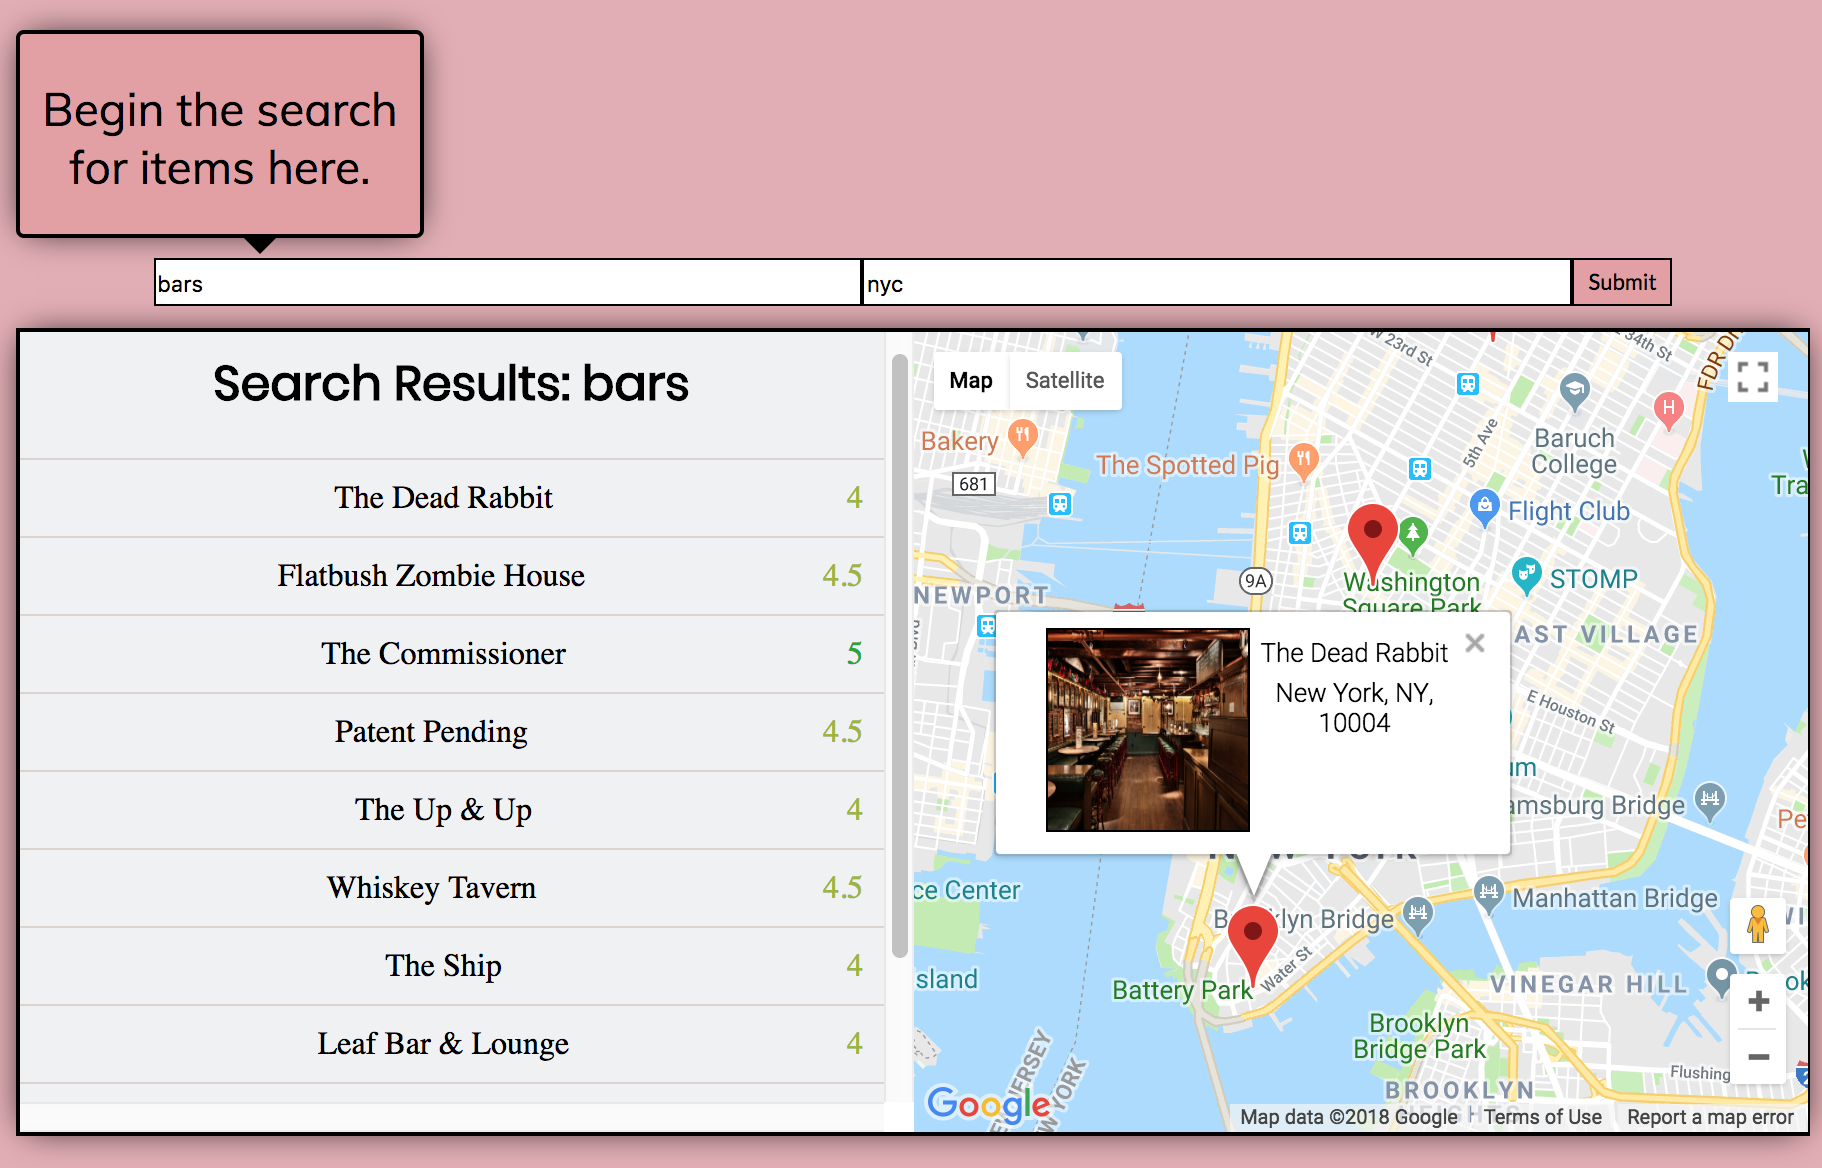 Begin the search
for items here.
bars
nyc
Submit
Search Results: bars
The Dead Rabbit 4
Flatbush Zombie House 4.5
The Commissioner 5
Patent Pending 4.5
The Up & Up 4
Whiskey Tavern 4.5
The Ship 4
Leaf Bar & Lounge 4
Map
Satellite
W 23rd St
34th St
FDR Dr
Bakery
The Spotted Pig
5th Ave
H
Baruch
College
681
Flight Club
9A
Washington
Square Park
STOMP
NEWPORT
AST VILLAGE
The Dead Rabbit
New York, NY,
10004
E Houston St
um
amsburg Bridge
Pe
NEW YORK
ce Center
Manhattan Bridge
Brooklyn Bridge
Water St
sland
Battery Park
VINEGAR HILL
Brooklyn
Bridge Park
BROOKLYN
HEIGHTS
Flushing
Google
Map data ©2018 Google
Terms of Use
Report a map error